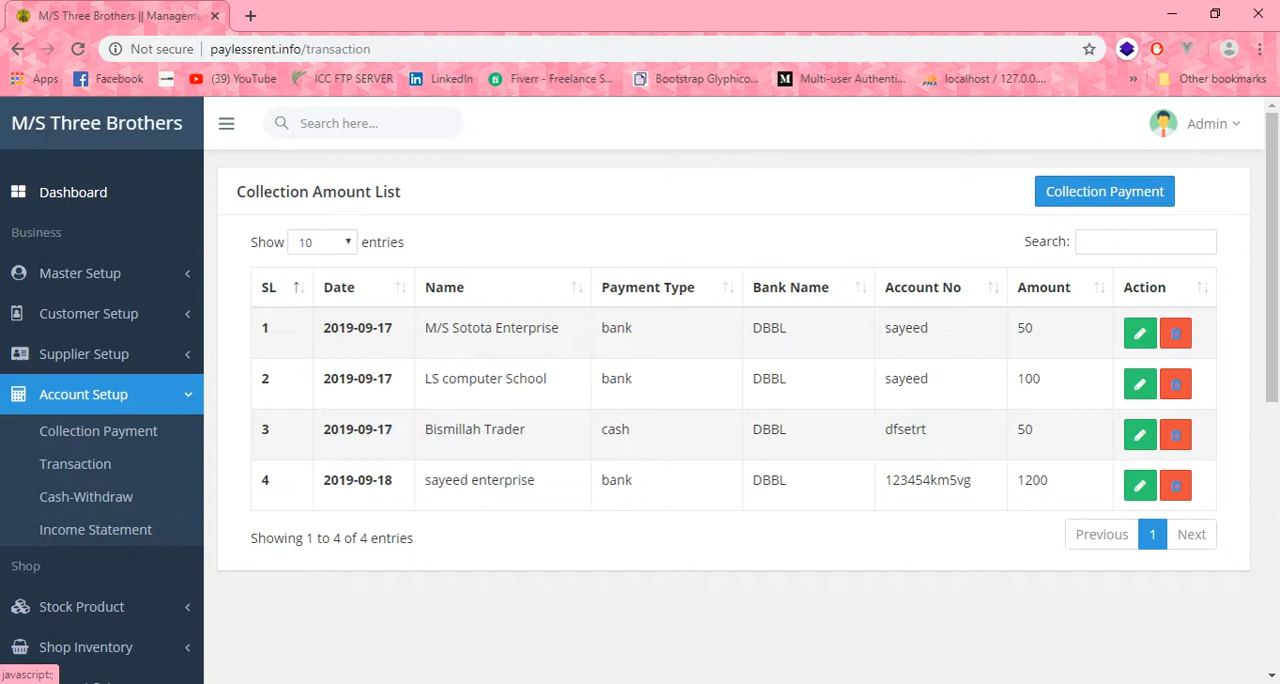 M/S Three Brothers || Managem
Not secure | paylessrent.info/transaction
Apps Facebook (39) YouTube ICC FTP SERVER LinkedIn Fiverr - Freelance S... Bootstrap Glyphico... Multi-user Authenti... localhost / 127.0.0.... » Other bookmarks
M/S Three Brothers
Search here...
Admin
Dashboard
Business
Master Setup
Customer Setup
Supplier Setup
Account Setup
Collection Payment
Transaction
Cash-Withdraw
Income Statement
Shop
Stock Product
Shop Inventory
javascript:;
Collection Amount List
Collection Payment
Show 10 entries
Search:
SL Date Name Payment Type Bank Name Account No Amount Action
1 2019-09-17 M/S Sotota Enterprise bank DBBL sayeed 50
2 2019-09-17 LS computer School bank DBBL sayeed 100
3 2019-09-17 Bismillah Trader cash DBBL dfsetrt 50
4 2019-09-18 sayeed enterprise bank DBBL 123454km5vg 1200
Showing 1 to 4 of 4 entries
Previous 1 Next